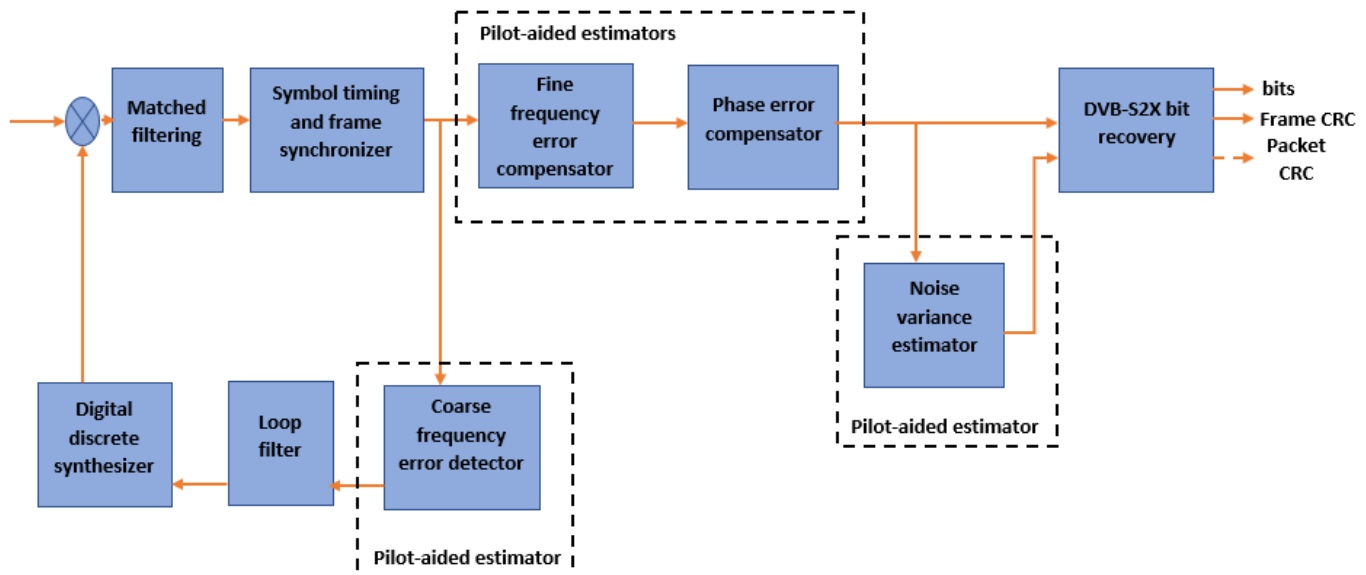 Pilot-aided estimators
Matched
filtering
Symbol timing
and frame
synchronizer
Fine
frequency
error
compensator
Phase error
compensator
DVB-S2X bit
recovery
bits
Frame CRC
Packet
CRC
Noise
variance
estimator
Pilot-aided estimator
Digital
discrete
synthesizer
Loop
filter
Coarse
frequency
error detector
Pilot-aided estimator